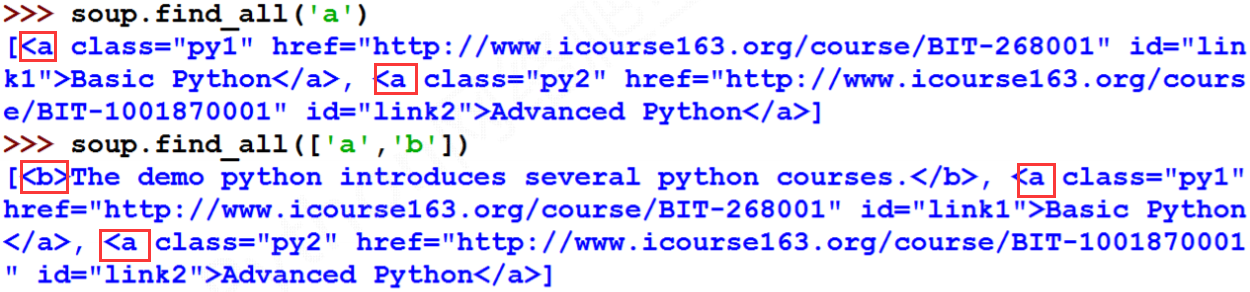 >>> soup.find_all('a')
[<a class="py1" href="http://www.icourse163.org/course/BIT-268001" id="lin
k1">Basic Python</a>, <a class="py2" href="http://www.icourse163.org/cours
e/BIT-1001870001" id="link2">Advanced Python</a>]
>>> soup.find_all(['a','b'])
[<b>The demo python introduces several python courses.</b>, <a class="py1"
href="http://www.icourse163.org/course/BIT-268001" id="link1">Basic Python
</a>, <a class="py2" href="http://www.icourse163.org/course/BIT-1001870001
" id="link2">Advanced Python</a>]